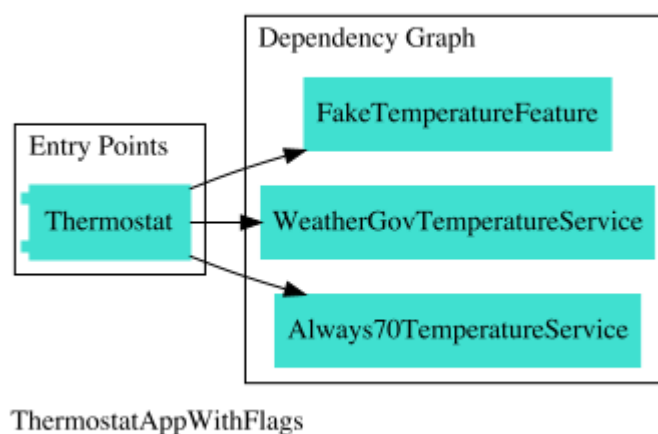 Dependency Graph
FakeTemperatureFeature
Entry Points
Thermostat
WeatherGovTemperatureService
Always70TemperatureService
ThermostatAppWithFlags